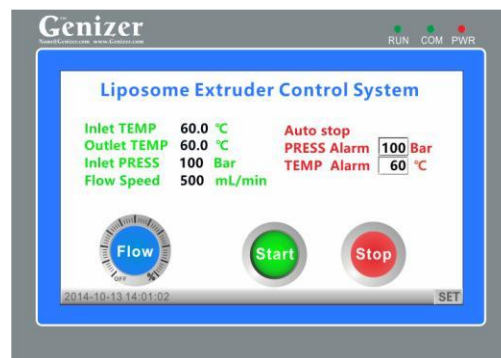 Genizer
RUN COM PWR
Liposome Extruder Control System
Inlet TEMP 60.0 ℃
Outlet TEMP 60.0 ℃
Inlet PRESS 100 Bar
Flow Speed 500 mL/min
Auto stop
PRESS Alarm 100 Bar
TEMP Alarm 60 ℃
Flow
OFF %
Start
Stop
2014-10-13 14:01:02
SET